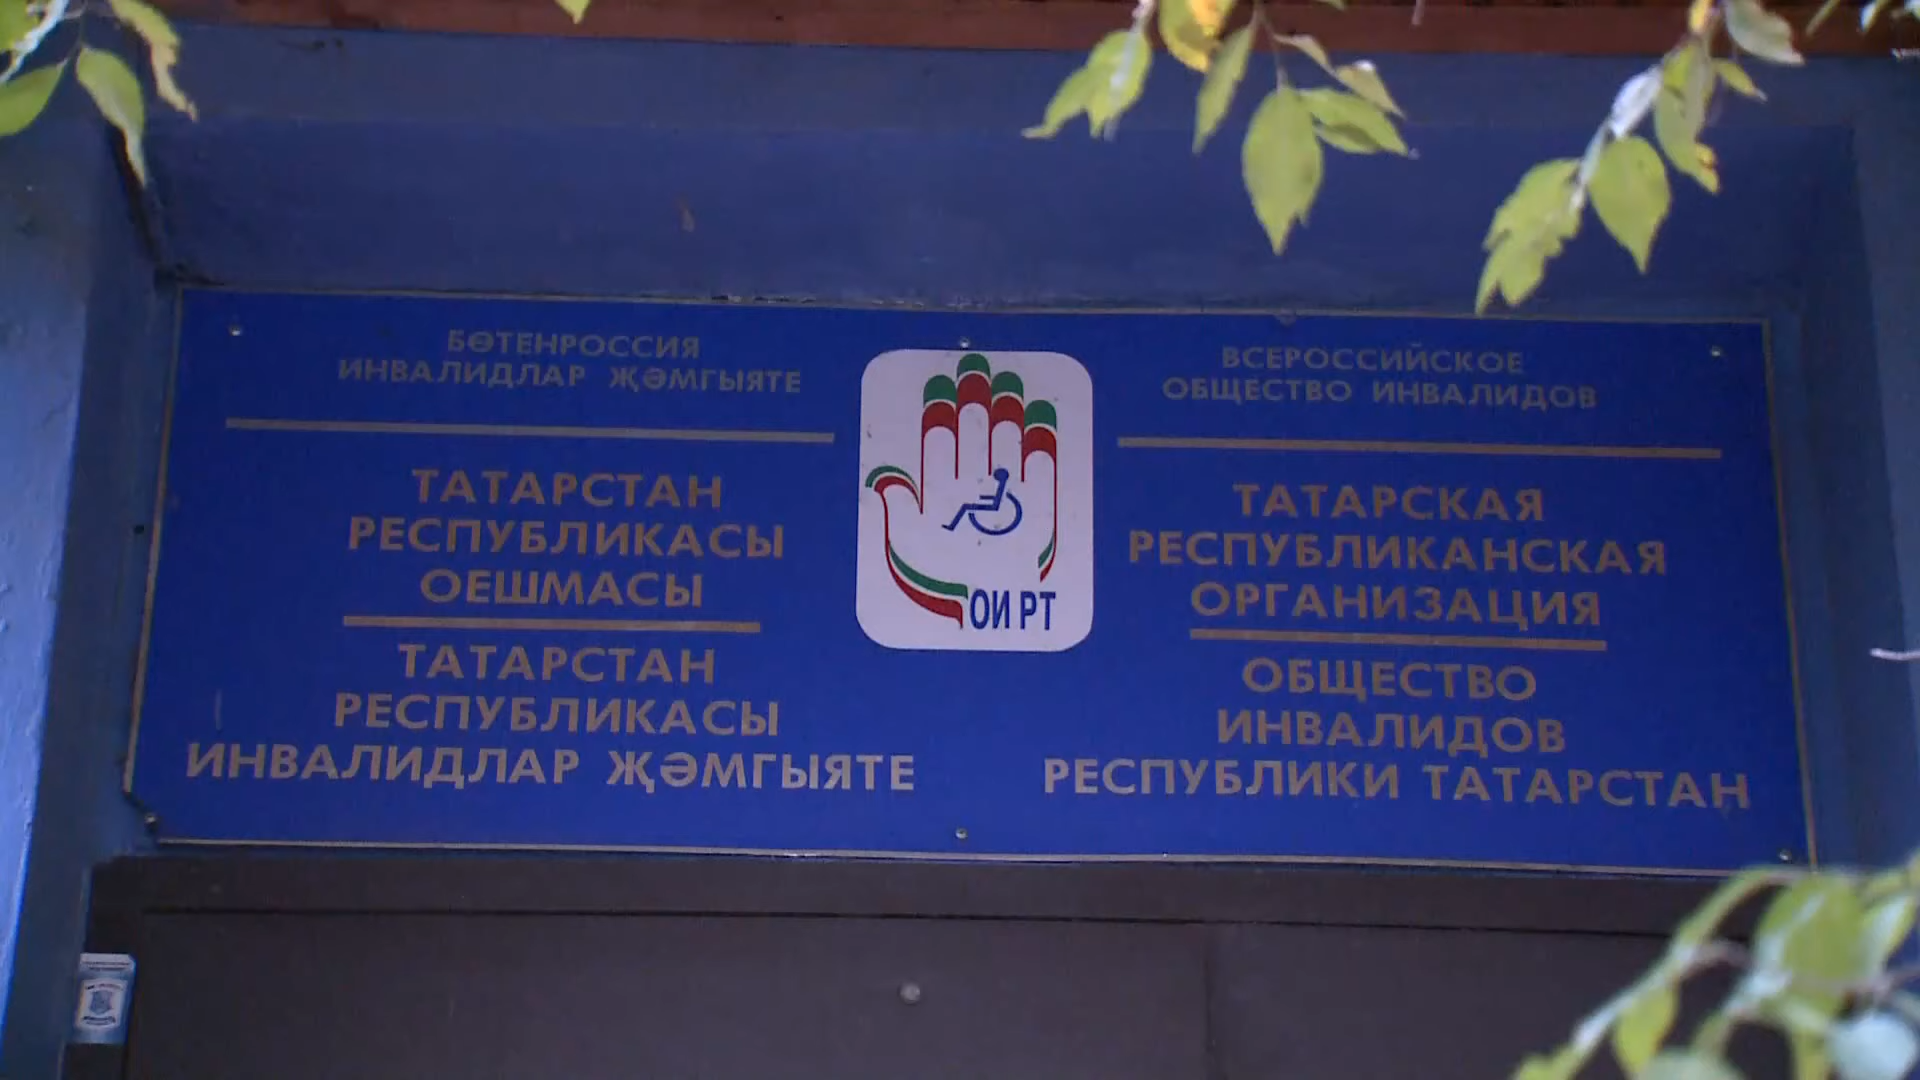 БӨТЕНРОССИЯ
ИНВАЛИДЛАР ҖӘМГЫЯТЕ
ТАТАРСТАН
РЕСПУБЛИКАСЫ
ОЕШМАСЫ
ТАТАРСТАН
РЕСПУБЛИКАСЫ
ИНВАЛИДЛАР ҖӘМГЫЯТЕ
ОИ РТ
ВСЕРОССИЙСКОЕ
ОБЩЕСТВО ИНВАЛИДОВ
ТАТАРСКАЯ
РЕСПУБЛИКАНСКАЯ
ОРГАНИЗАЦИЯ
ОБЩЕСТВО
ИНВАЛИДОВ
РЕСПУБЛИКИ ТАТАРСТАН